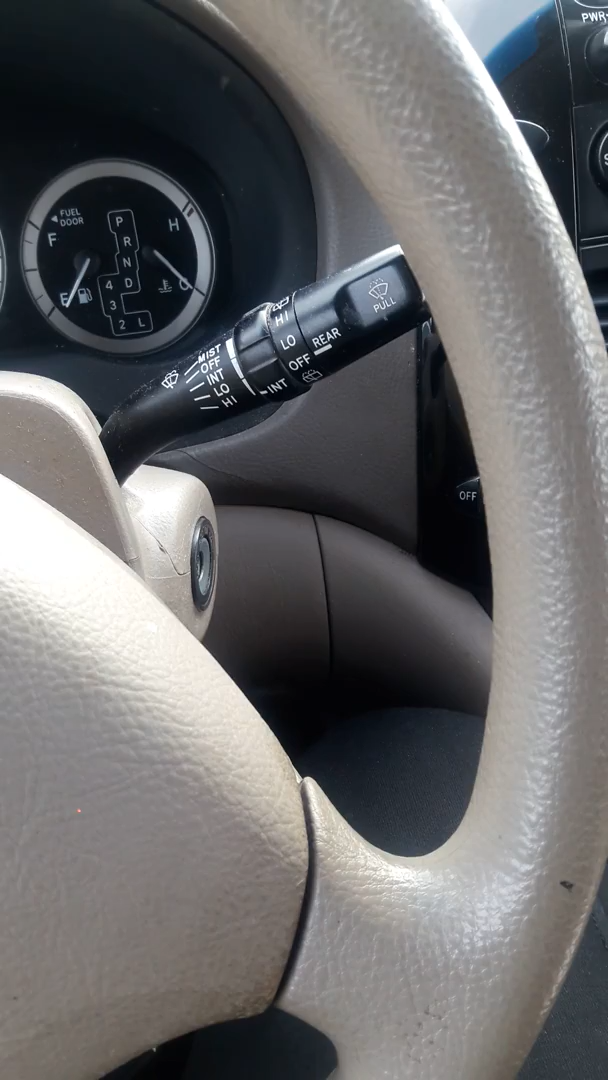 PWR
FUEL
DOOR
F
P
R
N
4 D
3
2 L
H
E
C
PULL
HI
LO
OFF
INT
REAR
MIST
OFF
INT
LO
HI
OFF